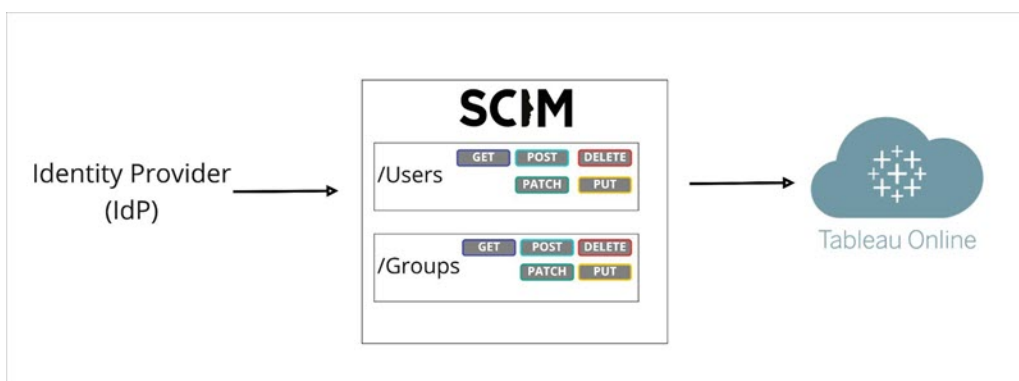 Identity Provider
(IdP)
SCIM
/Users
GET POST DELETE
PATCH PUT
/Groups
GET POST DELETE
PATCH PUT
Tableau Online